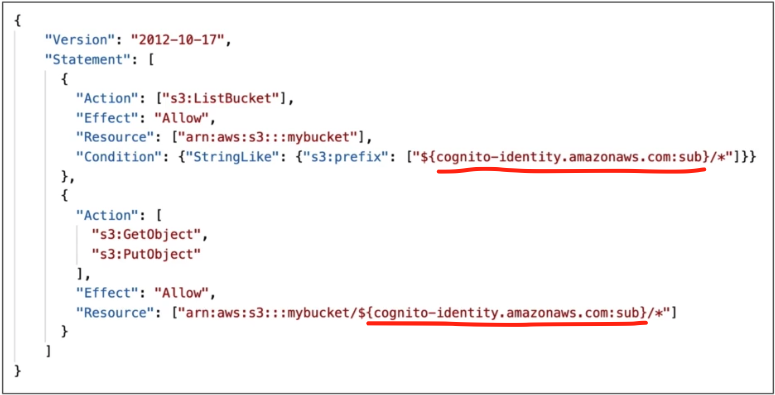 {
"Version": "2012-10-17",
"Statement": [
{
"Action": ["s3:ListBucket"],
"Effect": "Allow",
"Resource": ["arn:aws:s3:::mybucket"],
"Condition": {"StringLike": {"s3:prefix": ["${cognito-identity.amazonaws.com:sub}/*"]}}
},
{
"Action": [
"s3:GetObject",
"s3:PutObject"
],
"Effect": "Allow",
"Resource": ["arn:aws:s3:::mybucket/${cognito-identity.amazonaws.com:sub}/*"]
}
]
}